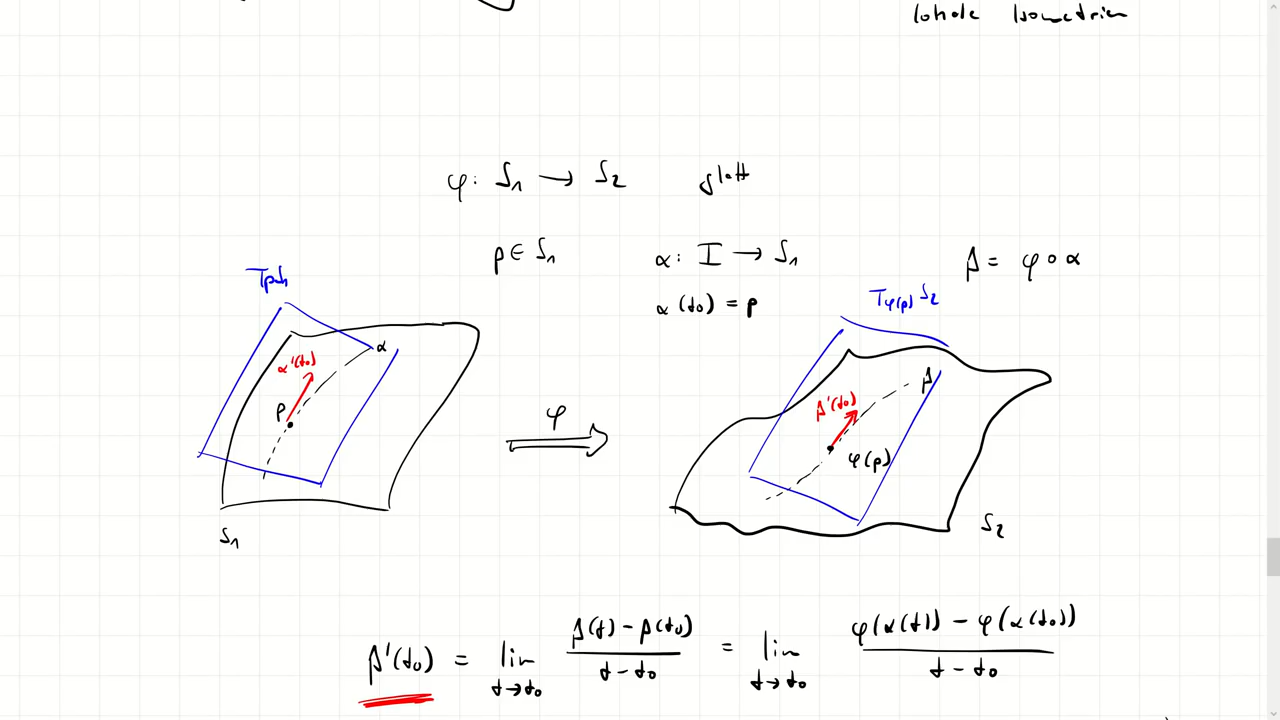 lokale Isometrien
φ: S₁ → S₂ glatt
p ∈ S₁ α: I → S₁ β = φ ∘ α
α(t₀) = p
TₚS₁
T_φ(p) S₂
α
α'(t₀)
p
φ
β
β'(t₀)
φ(p)
S₁
S₂
β'(t₀) = lim_{t→t₀} (β(t) − β(t₀))/(t − t₀) = lim_{t→t₀} (φ(α(t)) − φ(α(t₀)))/(t − t₀)